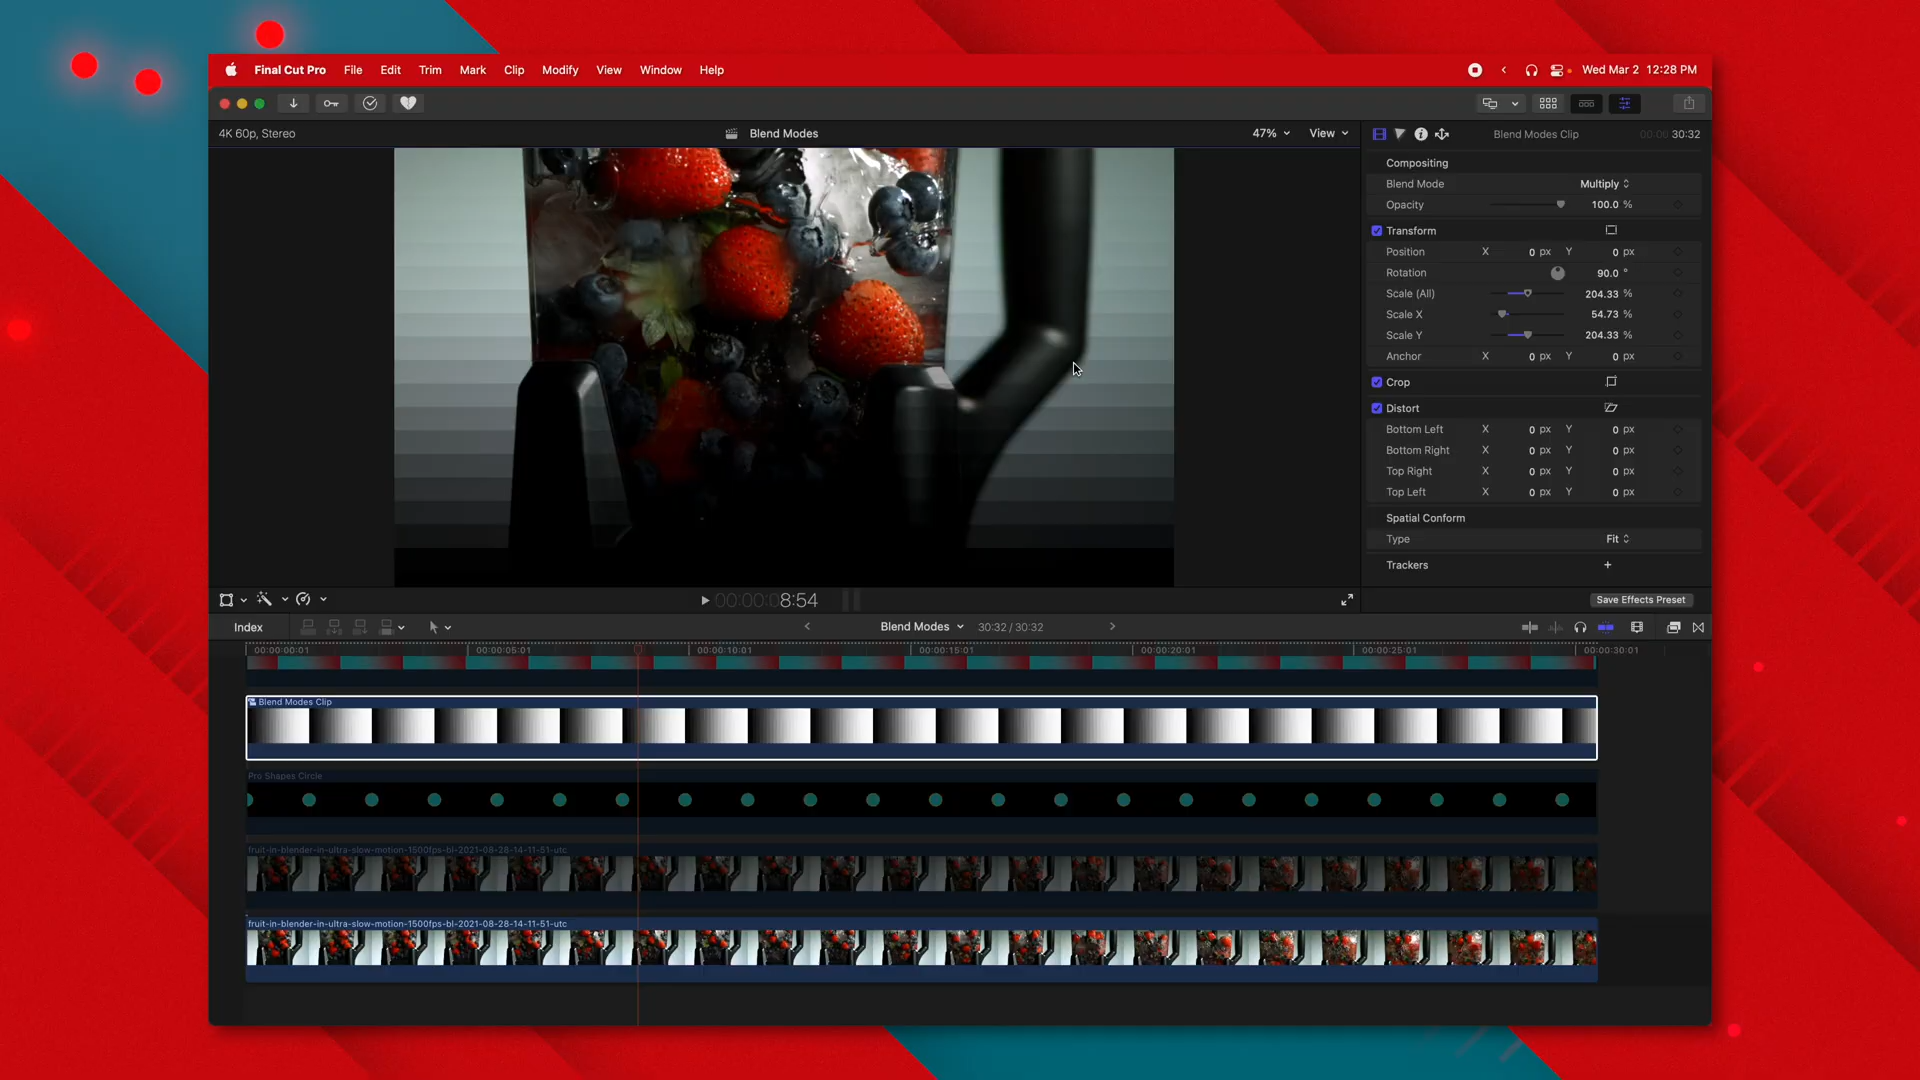 Final Cut Pro File Edit Trim Mark Clip Modify View Window Help Wed Mar 2 12:28 PM
4K 60p, Stereo Blend Modes 47% View Blend Modes Clip 00:00 30:32
Compositing
Blend Mode Multiply
Opacity 100.0 %
Transform
Position X 0 px Y 0 px
Rotation 90.0 °
Scale (All) 204.33 %
Scale X 54.73 %
Scale Y 204.33 %
Anchor X 0 px Y 0 px
Crop
Distort
Bottom Left X 0 px Y 0 px
Bottom Right X 0 px Y 0 px
Top Right X 0 px Y 0 px
Top Left X 0 px Y 0 px
Spatial Conform
Type Fit
Trackers +
00:00:08:54 Save Effects Preset
Index Blend Modes 30:32 / 30:32
00:00:00:01 00:00:05:01 00:00:10:01 00:00:15:01 00:00:20:01 00:00:25:01 00:00:30:01
Blend Modes Clip
Pro Shapes Circle
fruit-in-blender-in-ultra-slow-motion-1500fps-bl-2021-08-28-14-11-51-utc
fruit-in-blender-in-ultra-slow-motion-1500fps-bl-2021-08-28-14-11-51-utc